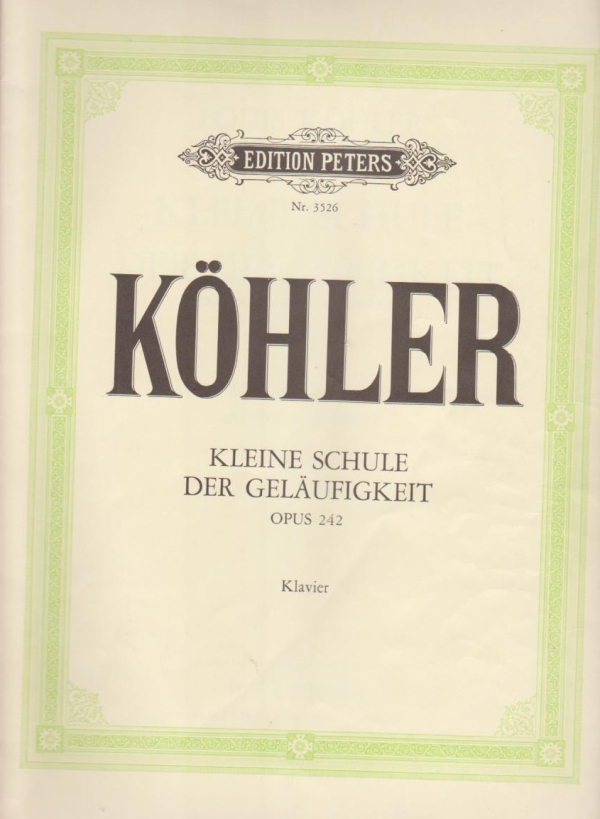 EDITION PETERS
Nr. 3526
KÖHLER
KLEINE SCHULE
DER GELÄUFIGKEIT
OPUS 242
Klavier